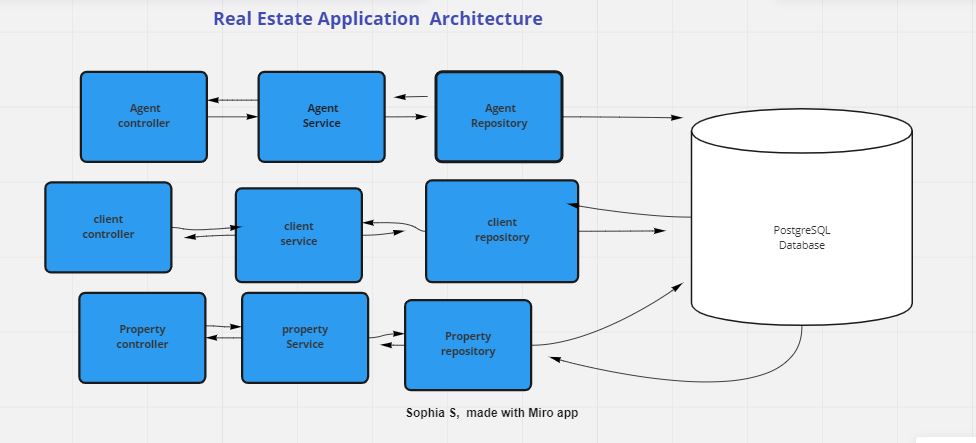 Real Estate Application Architecture
Agent
controller
Agent
Service
Agent
Repository
client
controller
client
service
client
repository
PostgreSQL
Database
Property
controller
property
Service
Property
repository
Sophia S, made with Miro app